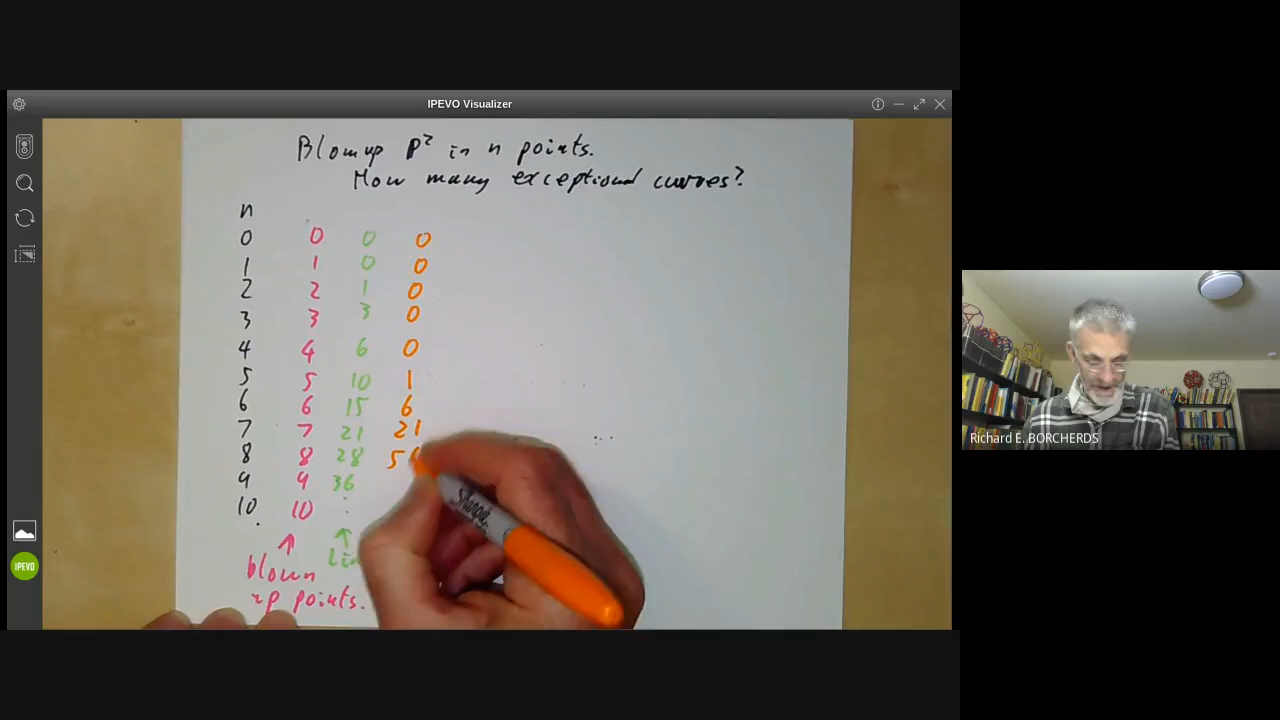 IPEVO Visualizer
Blowup P² in n points.
How many exceptional curves?
n
0 0 0 0
1 1 0 0
2 2 1 0
3 3 3 0
4 4 6 0
5 5 10 1
6 6 15 6
7 7 21 21
8 8 28 5
9 9 36
10 10
blown
up points.
Sharpie
IPEVO
Richard E. BORCHERDS